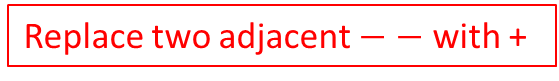 Replace two adjacent − − with +